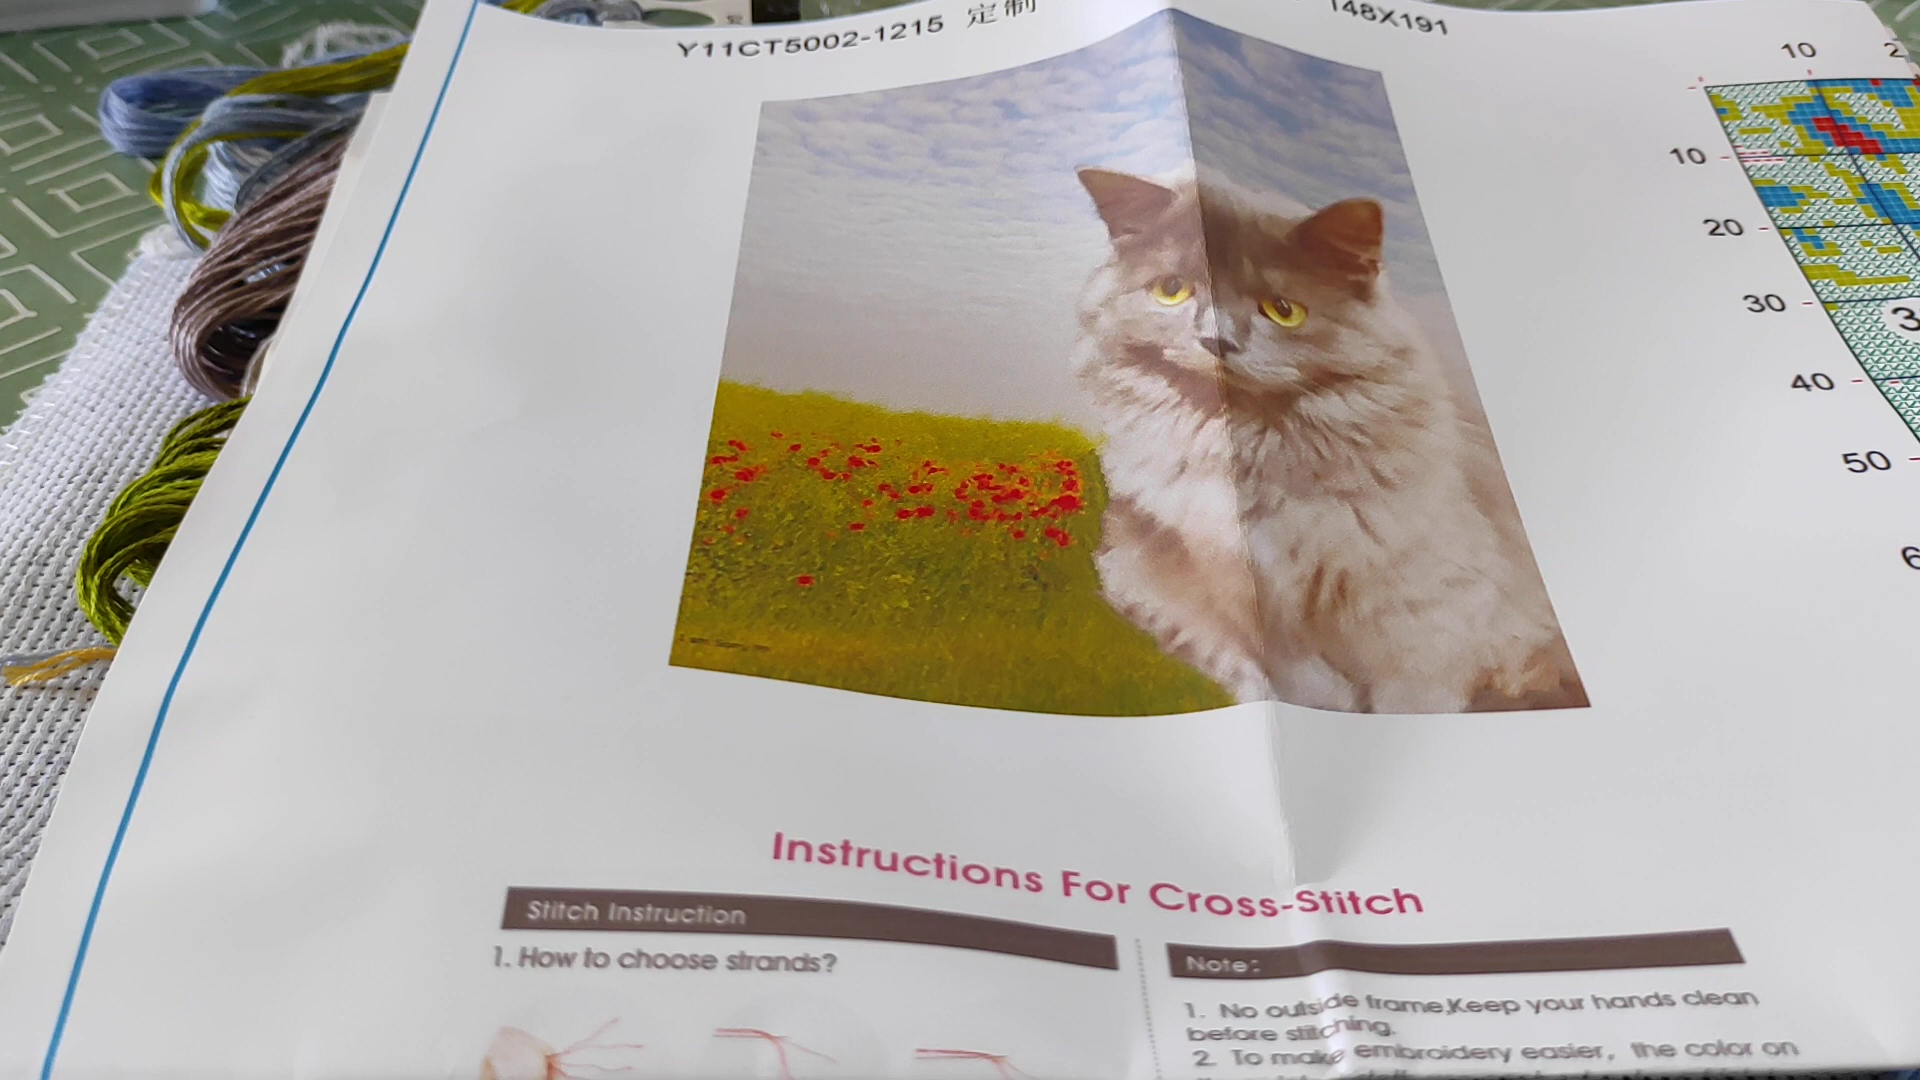 Y11CT5002-1215 定制
148X191
10
10
20
30
40
50
Instructions For Cross-Stitch
Stitch Instruction
1. How to choose strands?
Note:
1. No outside frame,Keep your hands clean
before stitching.
2. To make embroidery easier, the color on